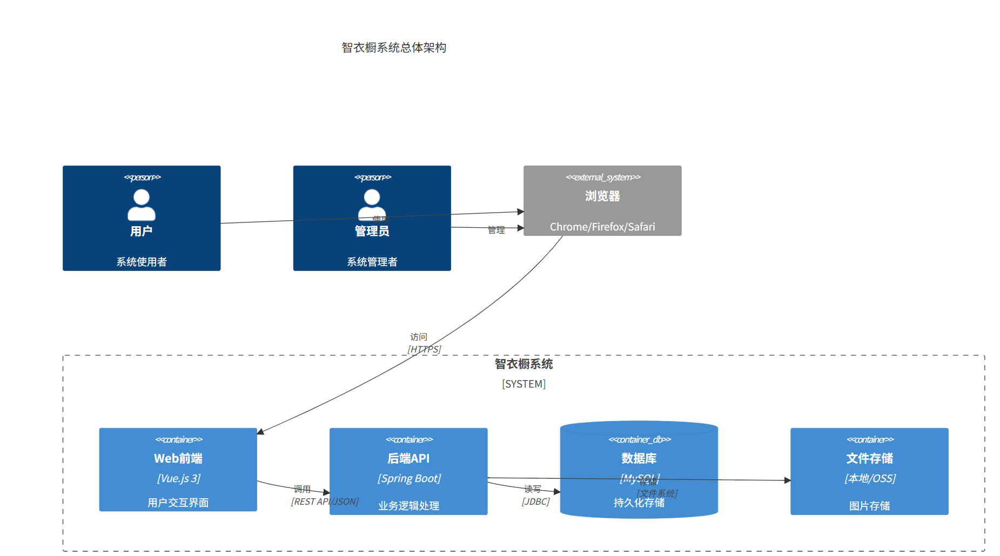 智衣橱系统总体架构
<<person>>
用户
系统使用者
<<person>>
管理员
系统管理者
<<external_system>>
浏览器
Chrome/Firefox/Safari
使用
管理
访问
[HTTPS]
智衣橱系统
[SYSTEM]
<<container>>
Web前端
[Vue.js 3]
用户交互界面
调用
[REST API/JSON]
<<container>>
后端API
[Spring Boot]
业务逻辑处理
读写
[JDBC]
<<container_db>>
数据库
[MySQL]
持久化存储
存储
[文件系统]
<<container>>
文件存储
[本地/OSS]
图片存储